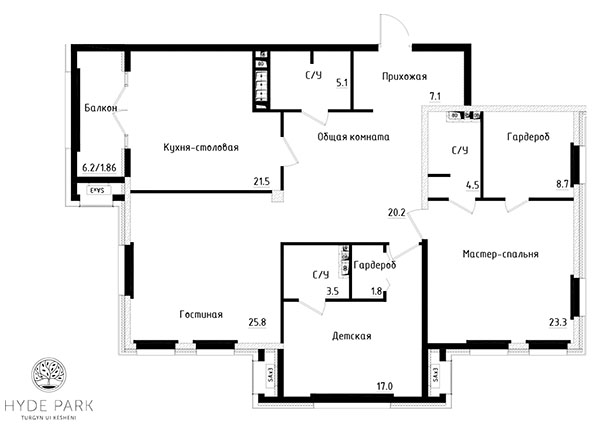 С/У
5.1
Прихожая
7.1
Балкон
6.2/1.86
Кухня-столовая
21.5
Общая комната
20.2
С/У
4.5
Гардероб
8.7
SAx3
Мастер-спальня
23.3
С/У
3.5
Гардероб
1.8
Гостиная
25.8
Детская
17.0
SAx3
SAx3
HYDE PARK
TURGYN UI KESHENI